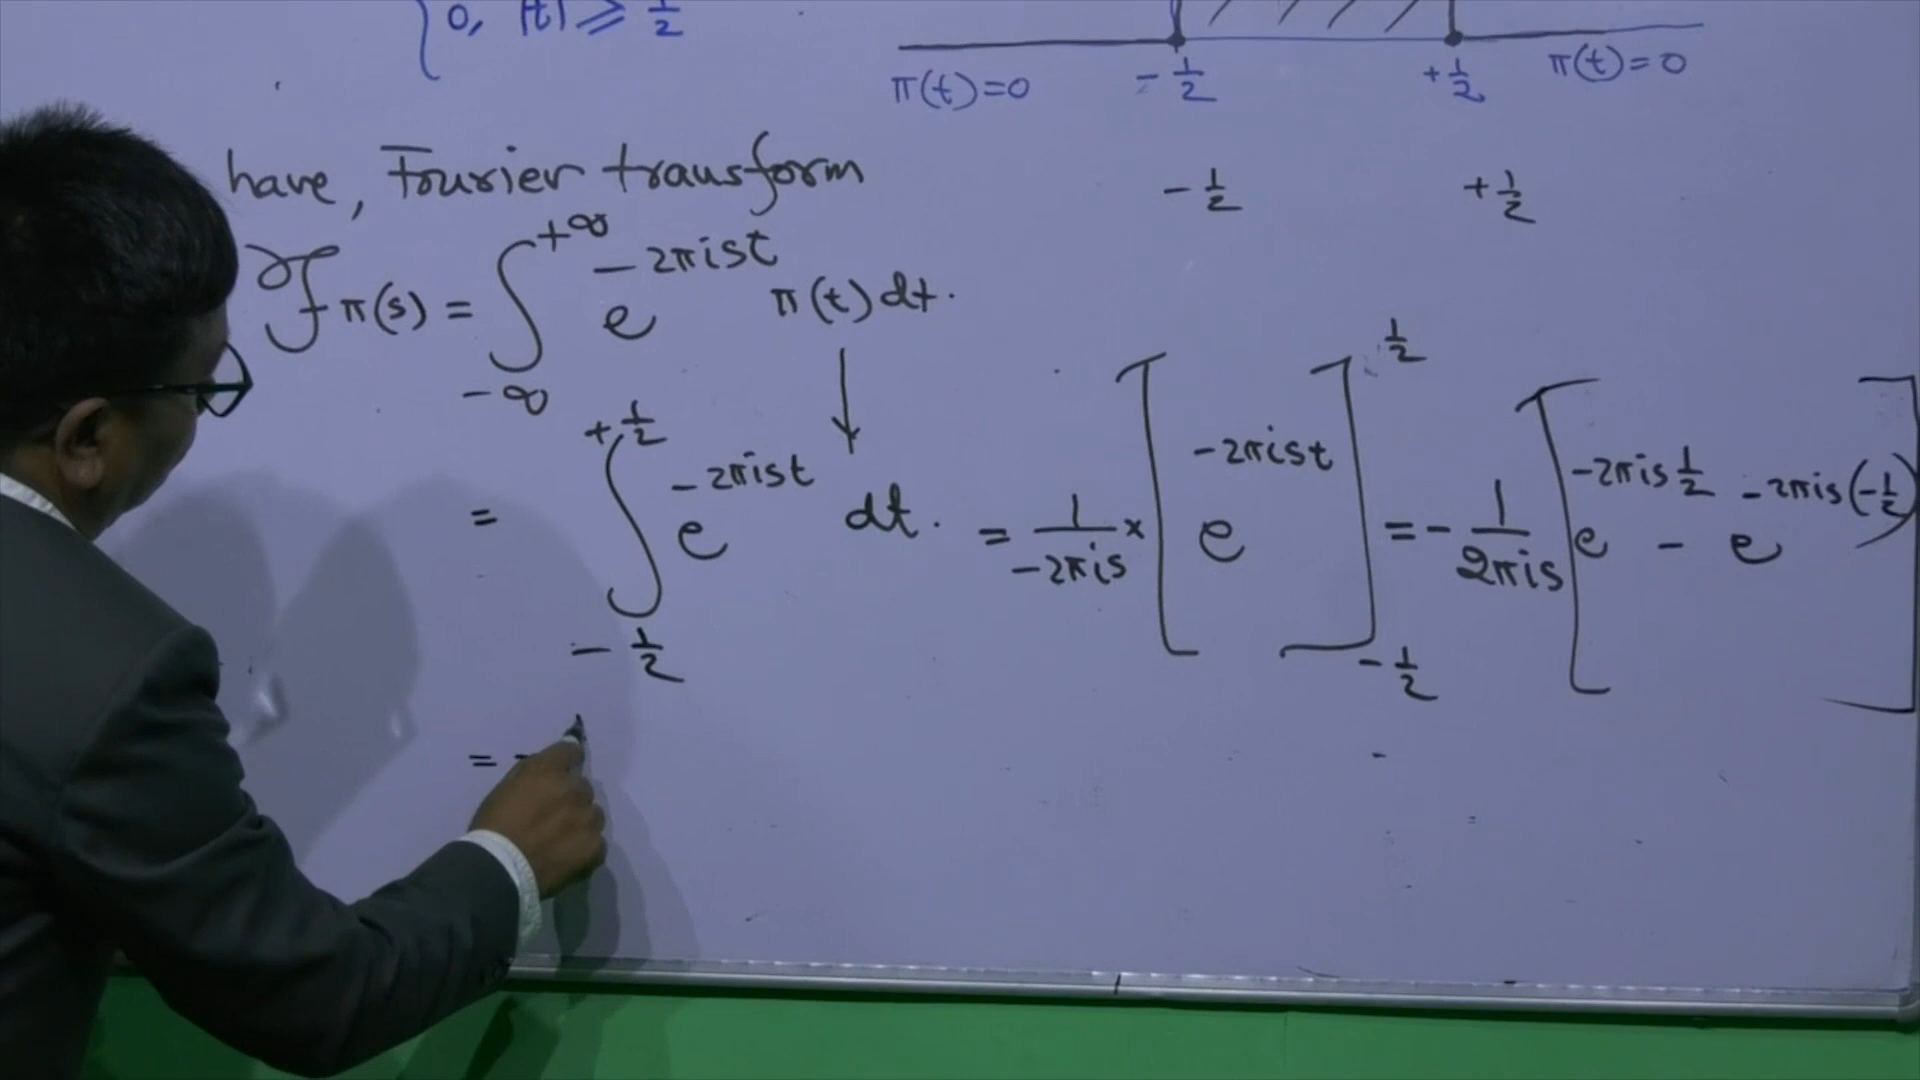 0, |t| ⩾ 1/2
π(t)=0 -1/2 +1/2 π(t)=0
have, Fourier transform
-1/2 +1/2
ℱπ(s) = ∫_{-∞}^{+∞} e^{-2πist} π(t) dt.
= ∫_{-1/2}^{+1/2} e^{-2πist} dt. = 1/(-2πis) × [e^{-2πist}]_{-1/2}^{1/2} = - 1/(2πis) [e^{-2πis 1/2} - e^{-2πis(-1/2)}]
= -